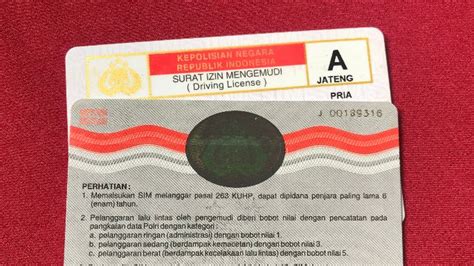 KEPOLISIAN NEGARA
REPUBLIK INDONESIA
SURAT IZIN MENGEMUDI
( Driving License )
A
JATENG
PRIA
J 00189316
PERHATIAN :
1. Memalsukan SIM melanggar pasal 263 KUHP, dapat dipidana penjara paling lama 6
(enam) tahun.
2. Pelanggaran lalu lintas oleh pengemudi diberi bobot nilai dengan pencatatan pada
pangkalan data Polri dengan kategori :
a. pelanggaran ringan (administrasi) dengan bobot nilai 1.
b. pelanggaran sedang (berdampak kemacetan) dengan bobot nilai 3.
c. pelanggaran berat (berdampak kecelakaan lalu lintas) dengan bobot nilai 5.